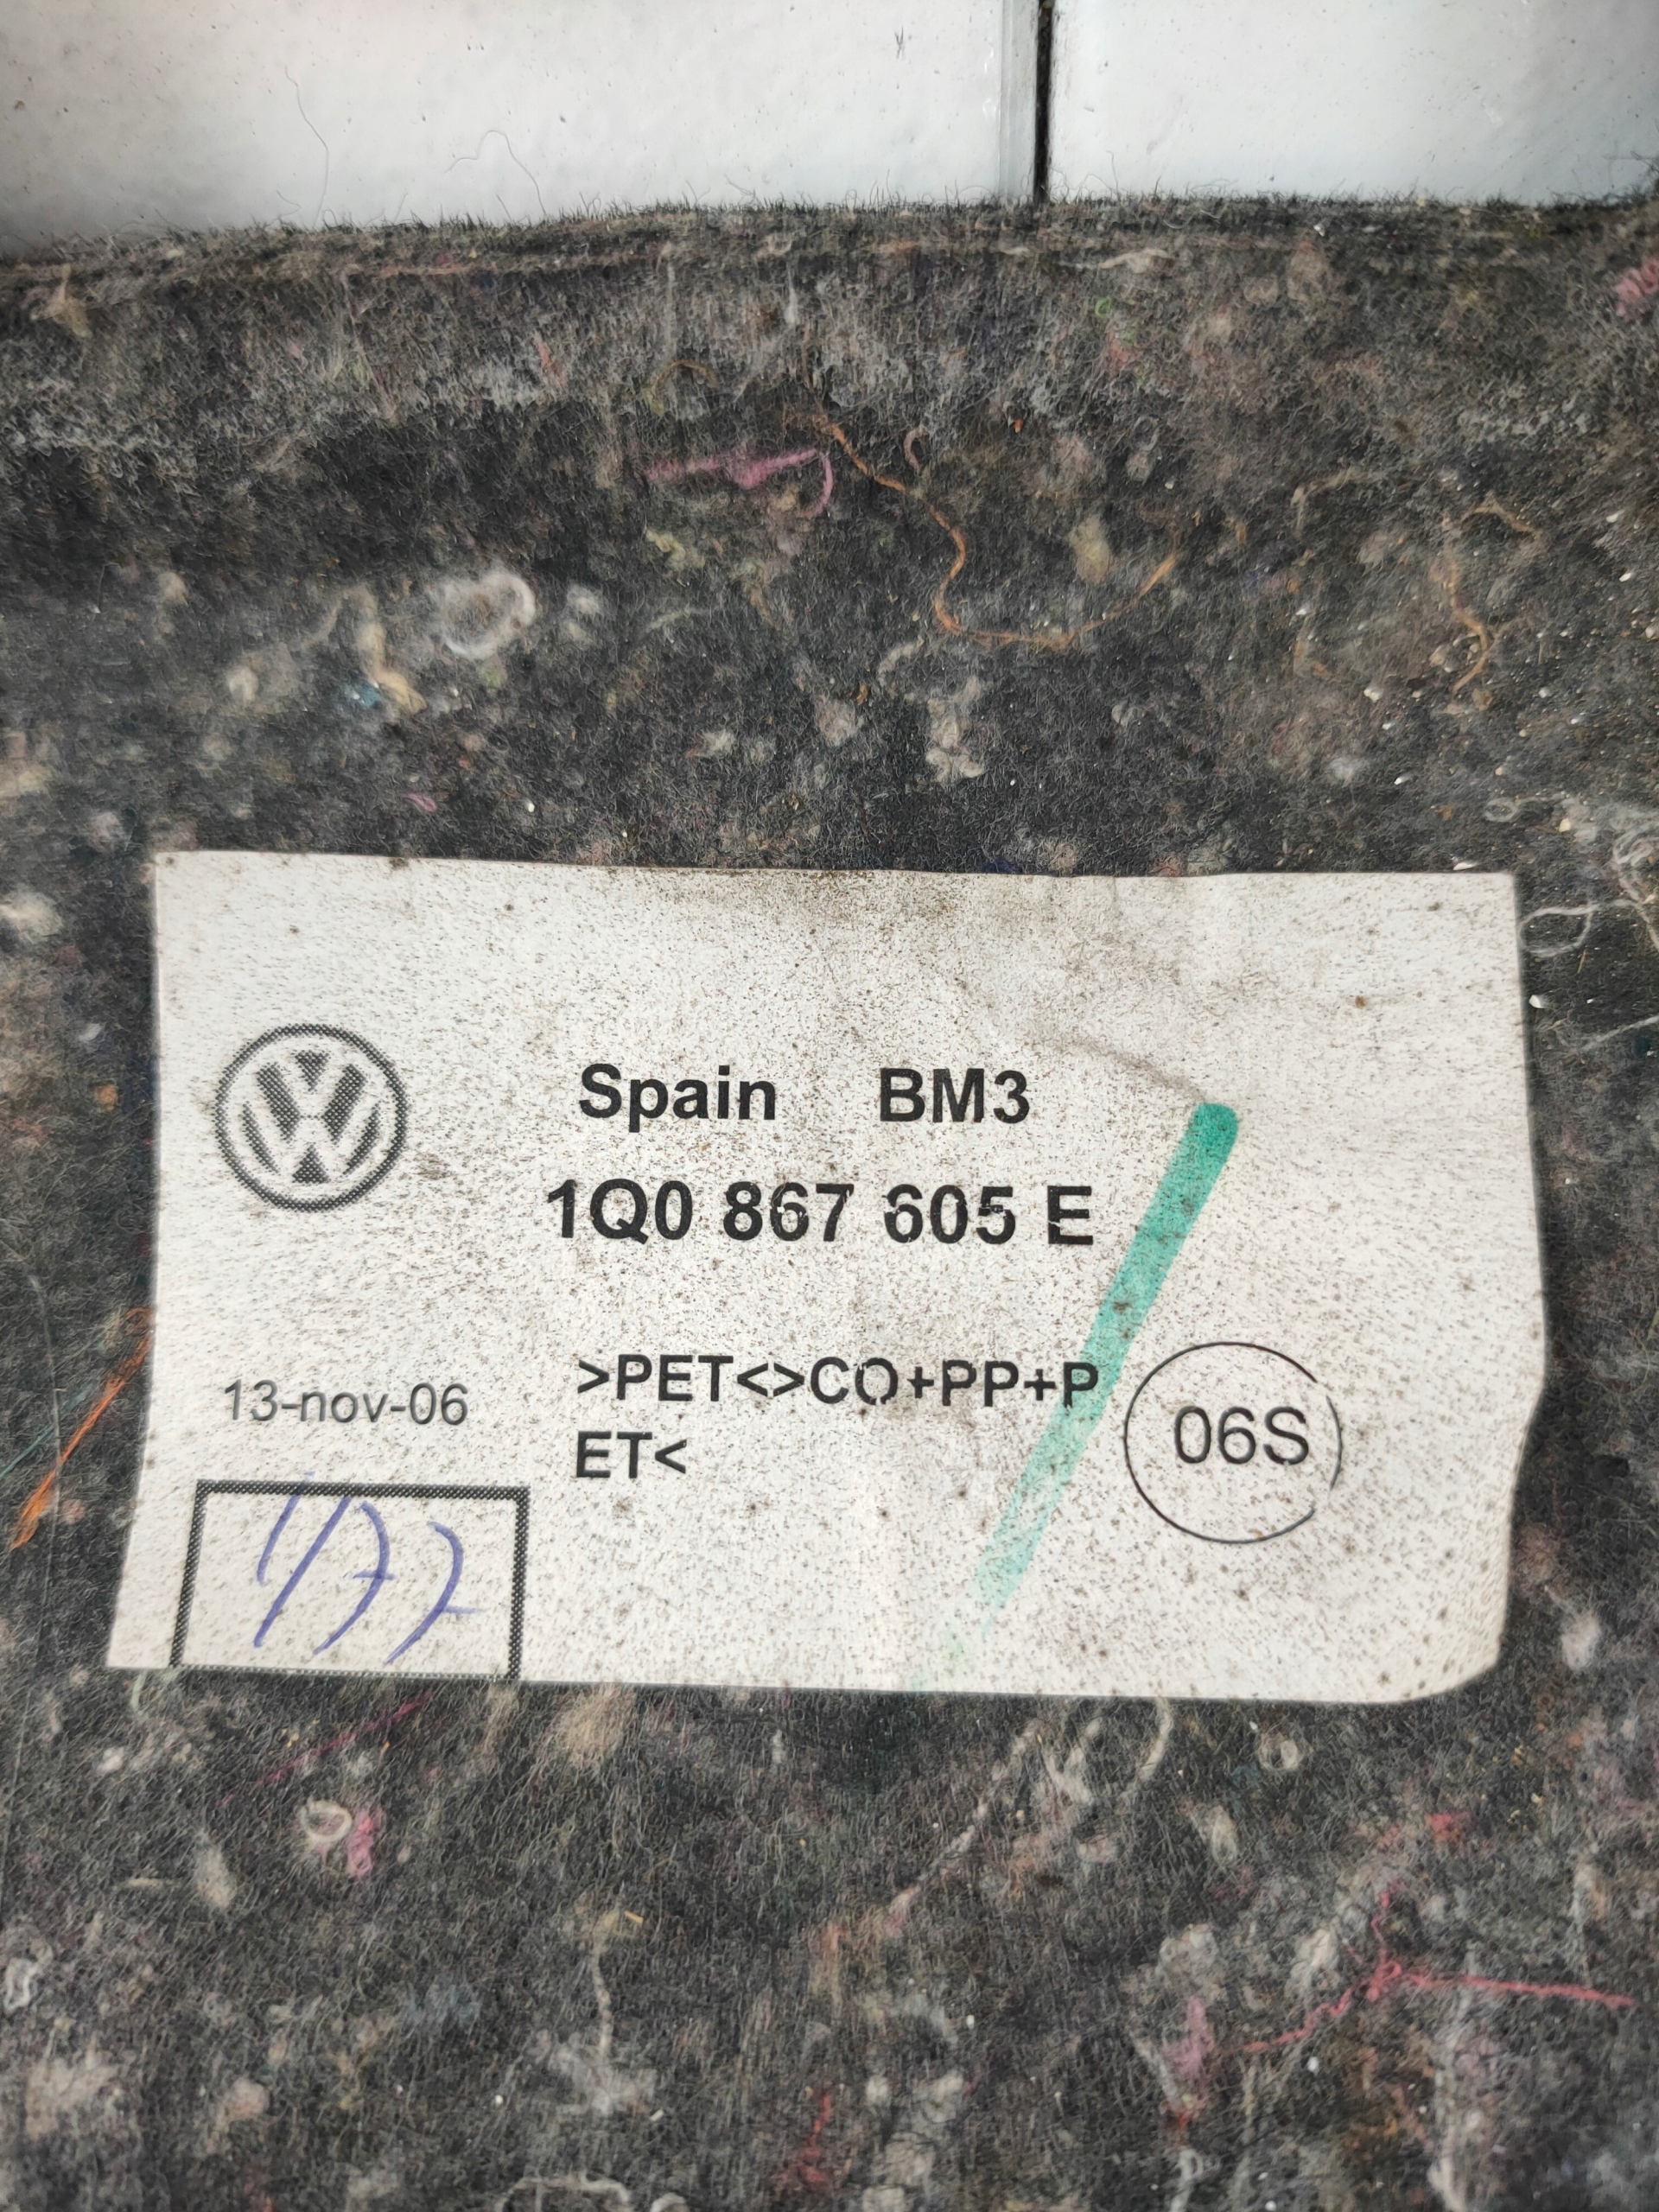 Spain BM3
1Q0 867 605 E
>PET<>CO+PP+P
ET<
13-nov-06
06S